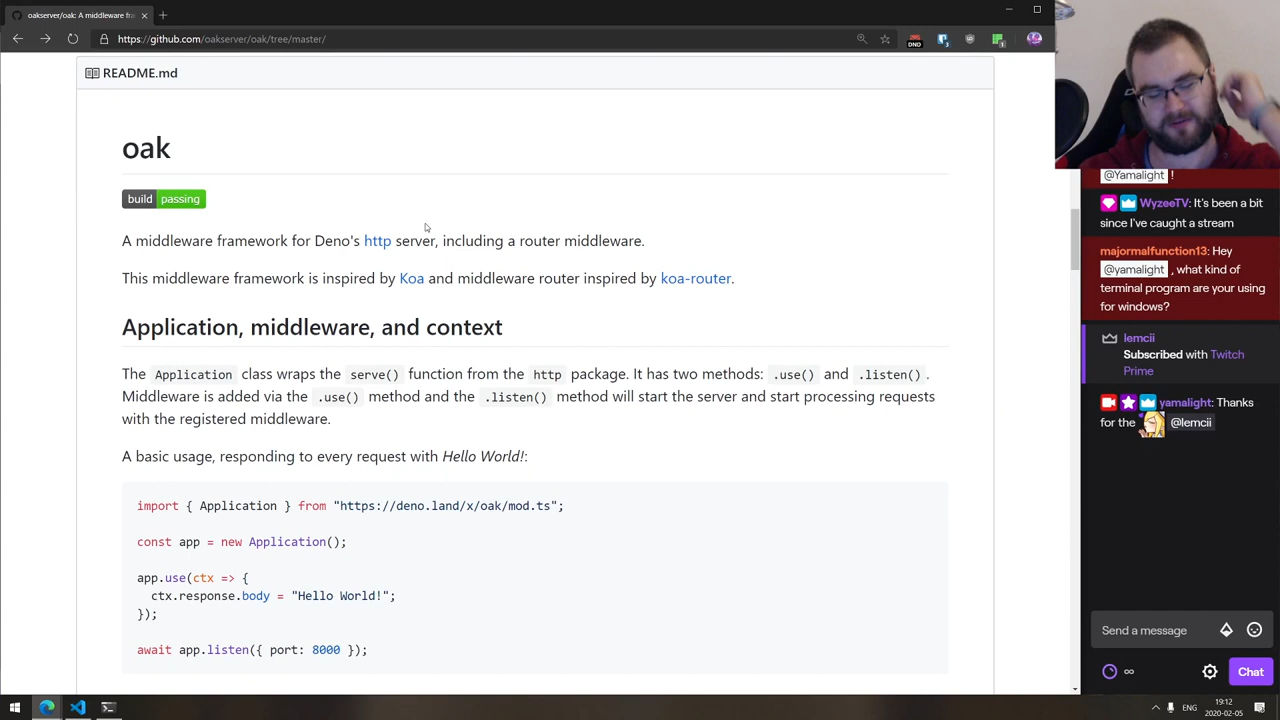 oakserver/oak: A middleware fra
https://github.com/oakserver/oak/tree/master/
DND
3
1
README.md
oak
build passing
A middleware framework for Deno's http server, including a router middleware.
This middleware framework is inspired by Koa and middleware router inspired by koa-router.
Application, middleware, and context
The Application class wraps the serve() function from the http package. It has two methods: .use() and .listen() .
Middleware is added via the .use() method and the .listen() method will start the server and start processing requests
with the registered middleware.
A basic usage, responding to every request with Hello World!:
import { Application } from "https://deno.land/x/oak/mod.ts";
const app = new Application();
app.use(ctx => {
ctx.response.body = "Hello World!";
});
await app.listen({ port: 8000 });
@Yamalight !
WyzeeTV: It's been a bit
since I've caught a stream
majormalfunction13: Hey
@yamalight , what kind of
terminal program are your using
for windows?
lemcii
Subscribed with Twitch
Prime
yamalight: Thanks
for the @lemcii
Send a message
∞
Chat
ENG
19:12
2020-02-05